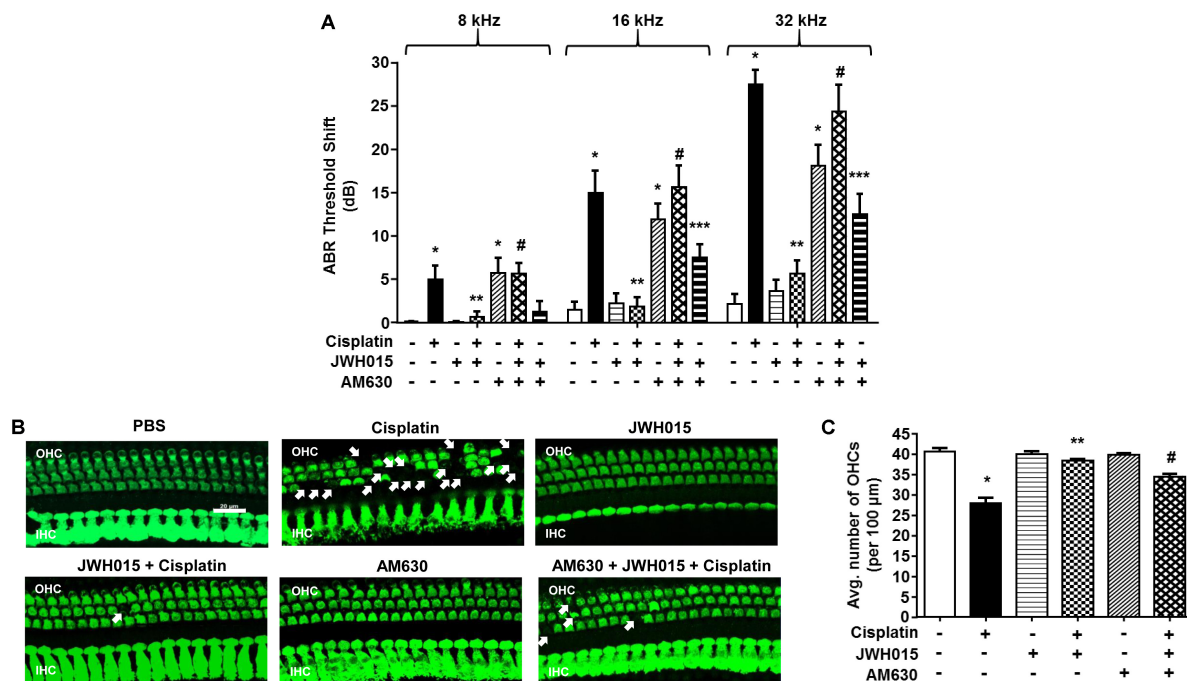 A
8 kHz
16 kHz
32 kHz
ABR Threshold Shift
(dB)
30
25
20
15
10
5
0
* ** * #
* ** * # ***
* ** * # ***
Cisplatin - + - + - + - - + - + - + - - + - + - + -
JWH015 - - + + - + + - - + + - + + - - + + - + +
AM630 - - - - + + + - - - - + + + - - - - + + +
B
PBS
Cisplatin
JWH015
OHC
IHC
20 µm
OHC
IHC
OHC
IHC
JWH015 + Cisplatin
AM630
AM630 + JWH015 + Cisplatin
OHC
IHC
OHC
IHC
OHC
IHC
C
Avg. number of OHCs
(per 100 µm)
45
40
35
30
25
20
15
10
5
0
* ** #
Cisplatin - + - + - +
JWH015 - - + + - +
AM630 - - - - + +